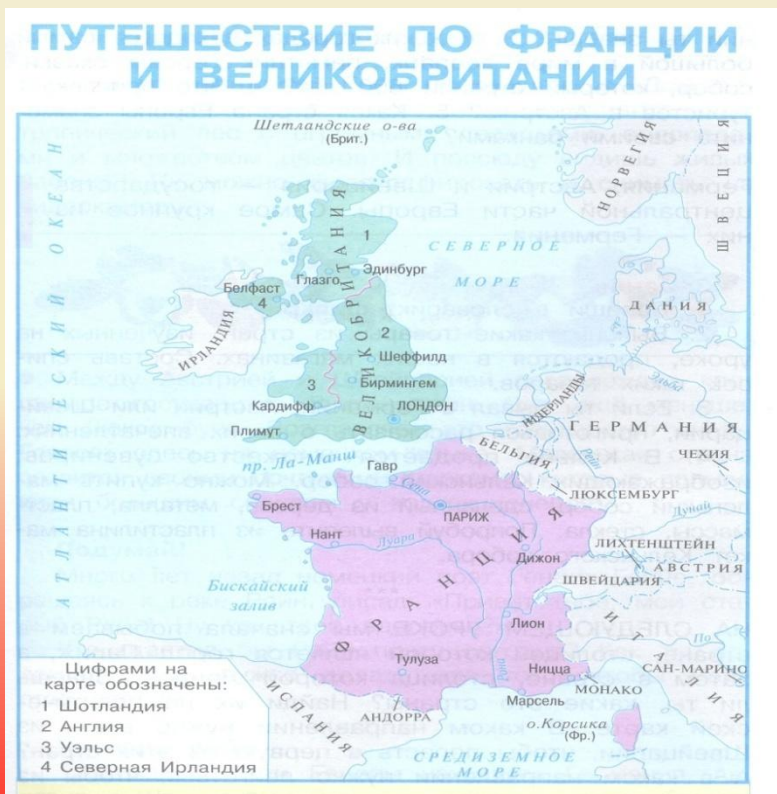 ПУТЕШЕСТВИЕ ПО ФРАНЦИИ
И ВЕЛИКОБРИТАНИИ
Шетландские о-ва
(Брит.)
АТЛАНТИЧЕСКИЙ ОКЕАН
НОРВЕГИЯ
ШВЕЦИЯ
ВЕЛИКОБРИТАНИЯ
1
СЕВЕРНОЕ
МОРЕ
Эдинбург
Глазго
Белфаст
4
ДАНИЯ
ИРЛАНДИЯ
2
Шеффилд
3
Бирмингем
Кардифф
ЛОНДОН
Плимут
НИДЕРЛАНДЫ
ГЕРМАНИЯ
БЕЛЬГИЯ
Рейн
ЧЕХИЯ
пр. Ла-Манш
Гавр
Сена
ЛЮКСЕМБУРГ
Брест
ПАРИЖ
Дунай
Нант
Луара
ЛИХТЕНШТЕЙН
Дижон
АВСТРИЯ
ШВЕЙЦАРИЯ
Бискайский
залив
ФРАНЦИЯ
Лион
ИТАЛИЯ
По
Рона
Тулуза
Ницца
САН-МАРИНО
МОНАКО
Марсель
АНДОРРА
ИСПАНИЯ
о.Корсика
(Фр.)
СРЕДИЗЕМНОЕ
МОРЕ
Цифрами на
карте обозначены:
1 Шотландия
2 Англия
3 Уэльс
4 Северная Ирландия